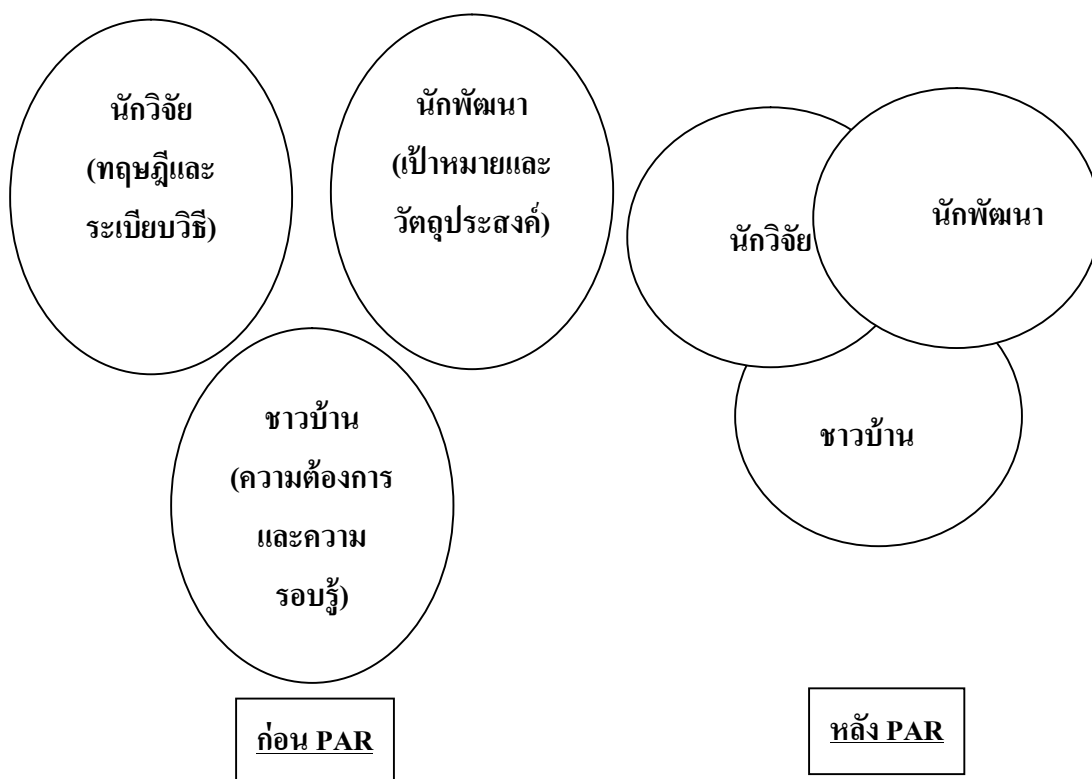 นักวิจัย
(ทฤษฎีและ
ระเบียบวิธี)
นักพัฒนา
(เป้าหมายและ
วัตถุประสงค์)
ชาวบ้าน
(ความต้องการ
และความ
รอบรู้)
ก่อน PAR
นักวิจัย
นักพัฒนา
ชาวบ้าน
หลัง PAR